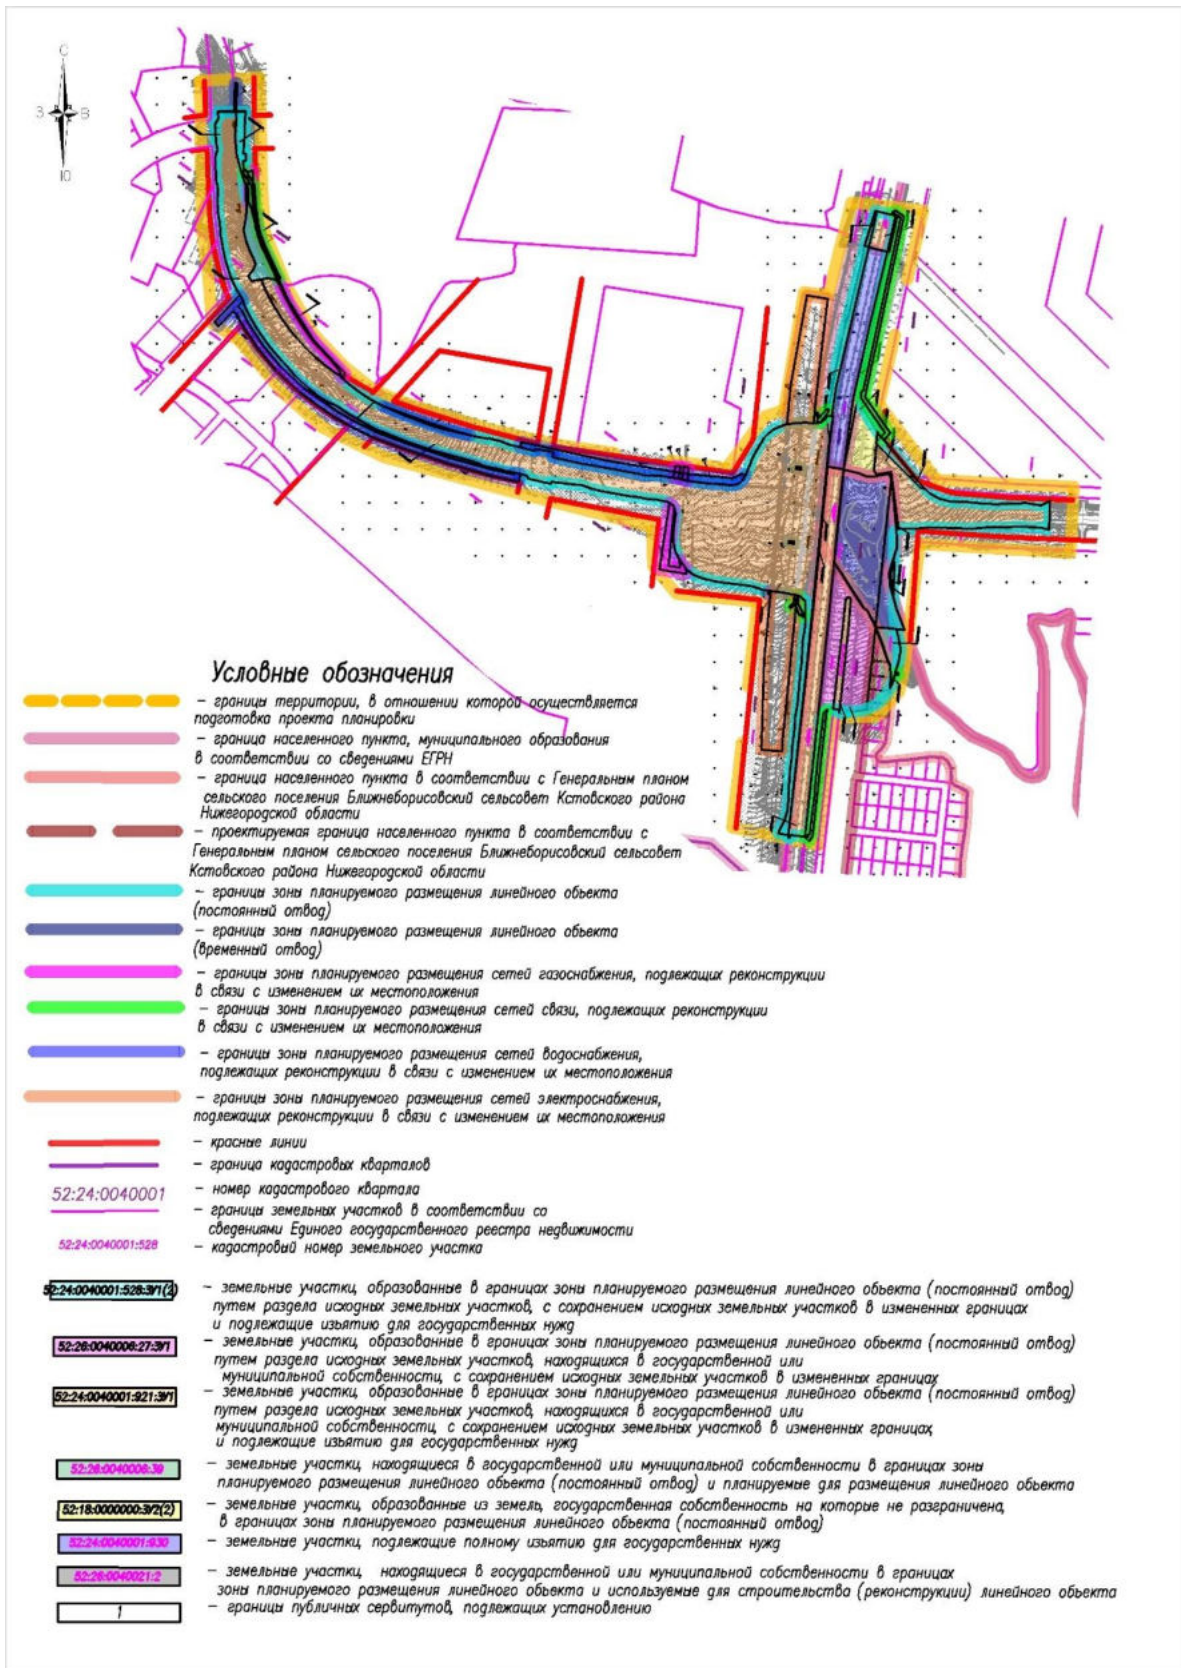 С
З В
Ю
Условные обозначения
– границы территории, в отношении которой осуществляется
подготовка проекта планировки
– граница населенного пункта, муниципального образования
в соответствии со сведениями ЕГРН
– граница населенного пункта в соответствии с Генеральным планом
сельского поселения Ближнеборисовский сельсовет Кстовского района
Нижегородской области
– проектируемая граница населенного пункта в соответствии с
Генеральным планом сельского поселения Ближнеборисовский сельсовет
Кстовского района Нижегородской области
– границы зоны планируемого размещения линейного объекта
(постоянный отвод)
– границы зоны планируемого размещения линейного объекта
(временный отвод)
– границы зоны планируемого размещения сетей газоснабжения, подлежащих реконструкции
в связи с изменением их местоположения
– границы зоны планируемого размещения сетей связи, подлежащих реконструкции
в связи с изменением их местоположения
– границы зоны планируемого размещения сетей водоснабжения,
подлежащих реконструкции в связи с изменением их местоположения
– границы зоны планируемого размещения сетей электроснабжения,
подлежащих реконструкции в связи с изменением их местоположения
– красные линии
– граница кадастровых кварталов
52:24:0040001 – номер кадастрового квартала
– границы земельных участков в соответствии со
сведениями Единого государственного реестра недвижимости
52:24:0040001:528 – кадастровый номер земельного участка
52:24:0040001:528:ЗУ1(2) – земельные участки, образованные в границах зоны планируемого размещения линейного объекта (постоянный отвод)
путем раздела исходных земельных участков, с сохранением исходных земельных участков в измененных границах
и подлежащие изъятию для государственных нужд
52:26:0040006:27:ЗУ1 – земельные участки, образованные в границах зоны планируемого размещения линейного объекта (постоянный отвод)
путем раздела исходных земельных участков, находящихся в государственной или
муниципальной собственности, с сохранением исходных земельных участков в измененных границах
52:24:0040001:921:ЗУ1 – земельные участки, образованные в границах зоны планируемого размещения линейного объекта (постоянный отвод)
путем раздела исходных земельных участков, находящихся в государственной или
муниципальной собственности, с сохранением исходных земельных участков в измененных границах,
и подлежащие изъятию для государственных нужд
52:26:0040006:39 – земельные участки, находящиеся в государственной или муниципальной собственности в границах зоны
планируемого размещения линейного объекта (постоянный отвод) и планируемые для размещения линейного объекта
52:18:0000000:ЗУ2(2) – земельные участки, образованные из земель, государственная собственность на которые не разграничена,
в границах зоны планируемого размещения линейного объекта (постоянный отвод)
52:24:0040001:930 – земельные участки, подлежащие полному изъятию для государственных нужд
52:26:0040021:2 – земельные участки, находящиеся в государственной или муниципальной собственности в границах
зоны планируемого размещения линейного объекта и используемые для строительства (реконструкции) линейного объекта
1 – границы публичных сервитутов, подлежащих установлению